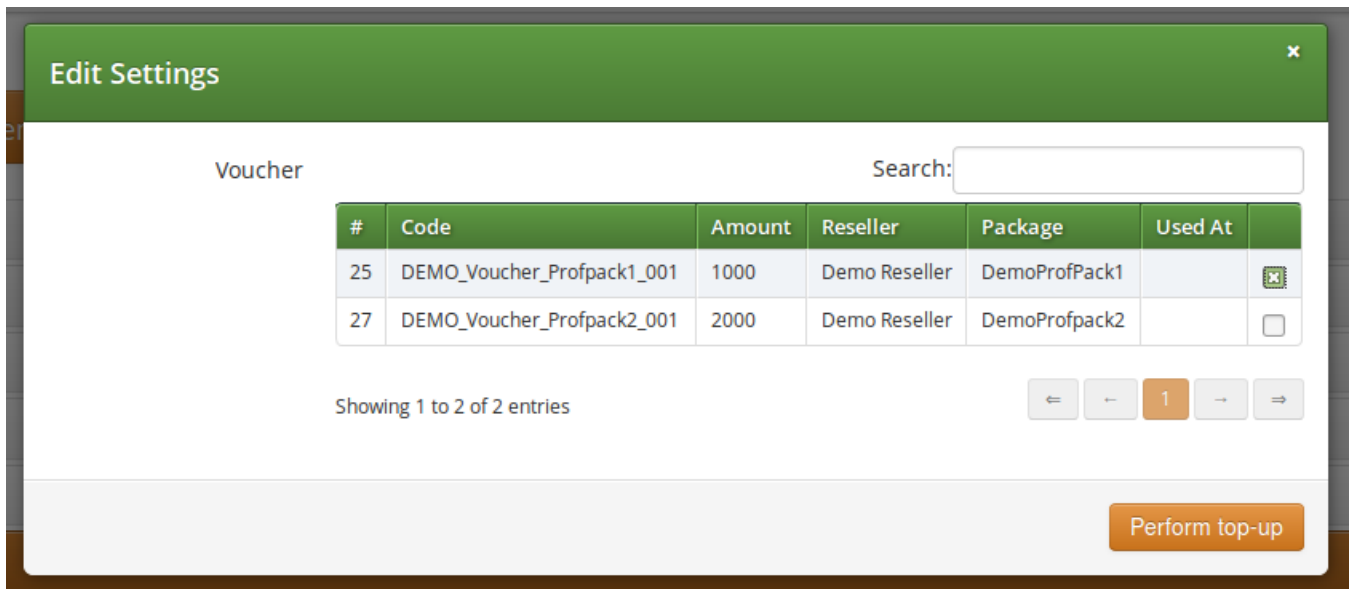 Edit Settings
×
er
Voucher
Search:
# Code Amount Reseller Package Used At
25 DEMO_Voucher_Profpack1_001 1000 Demo Reseller DemoProfPack1
27 DEMO_Voucher_Profpack2_001 2000 Demo Reseller DemoProfpack2
Showing 1 to 2 of 2 entries
⇐ ← 1 → ⇒
Perform top-up